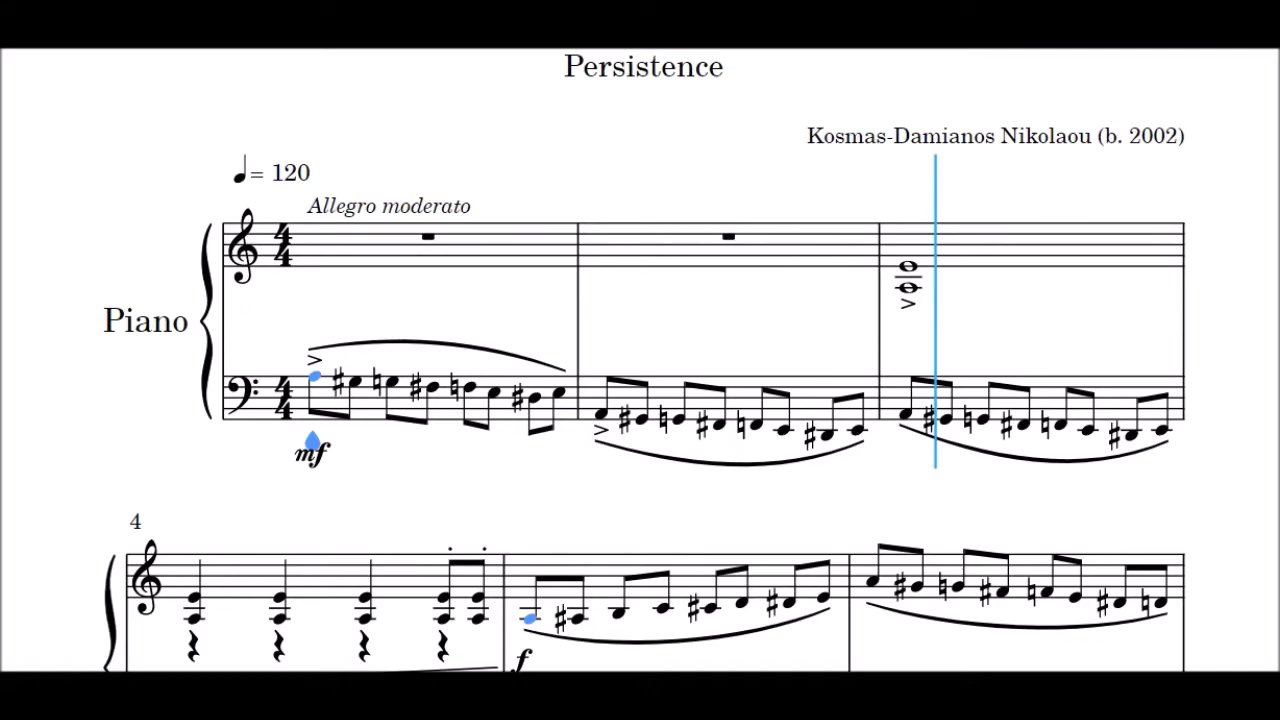 Persistence
Kosmas-Damianos Nikolaou (b. 2002)
= 120
Allegro moderato
4
4
Piano
4
4
mf
4
f